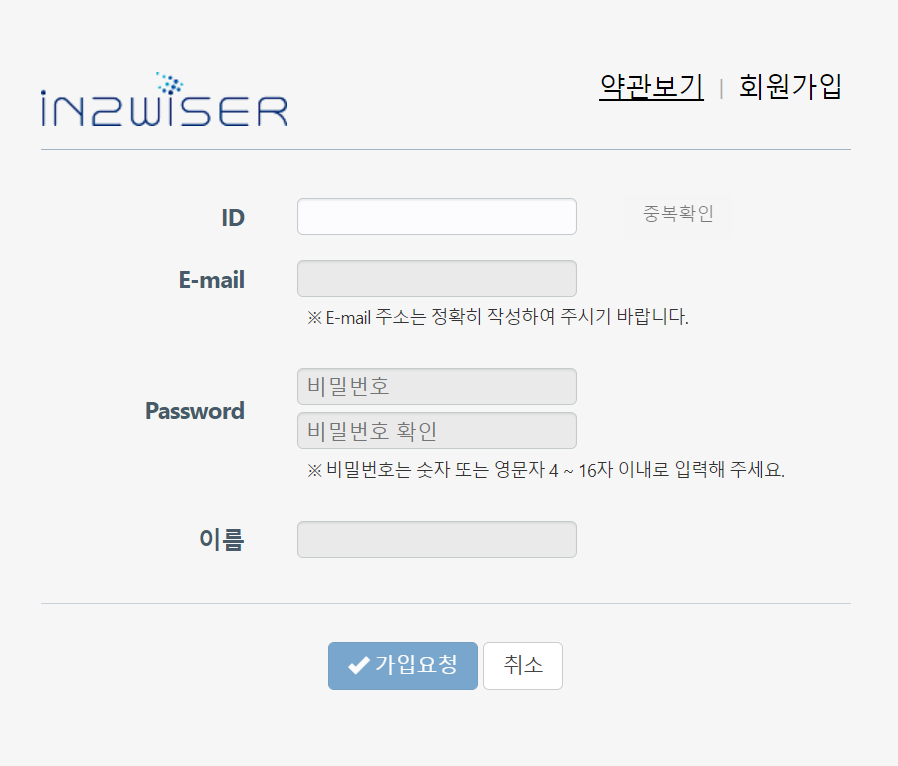 in2wiser
약관보기 | 회원가입
ID
중복확인
E-mail
※ E-mail 주소는 정확히 작성하여 주시기 바랍니다.
Password
비밀번호
비밀번호 확인
※ 비밀번호는 숫자 또는 영문자 4 ~ 16자 이내로 입력해 주세요.
이름
가입요청
취소